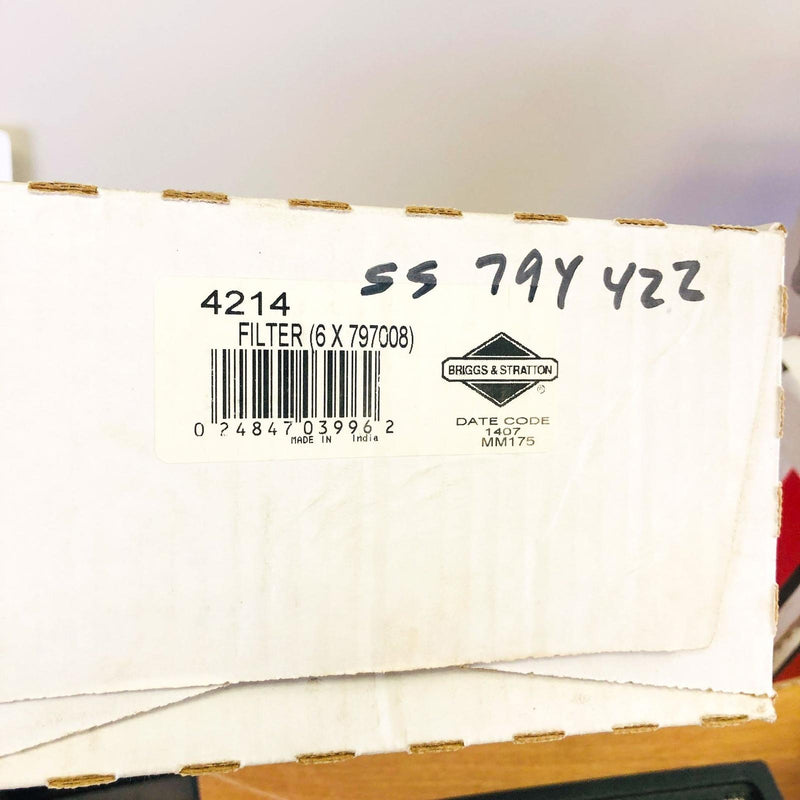 SS 794 422
4214
FILTER (6 X 797008)
0 24847 03996 2
MADE IN India
BRIGGS & STRATTON
®
DATE CODE
1407
MM175